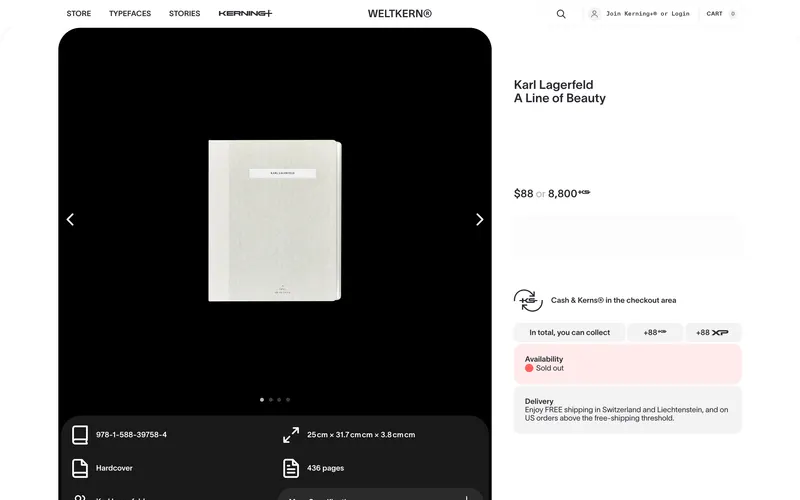 STORE
TYPEFACES
STORIES
KERNING+
WELTKERN®
Join Kerning+® or Login
CART
0
Karl Lagerfeld
A Line of Beauty
KARL LAGERFELD
$88 or 8,800 KS
KS
Cash & Kerns® in the checkout area
In total, you can collect
+88 KS
+88 XP
Availability
Sold out
Delivery
Enjoy FREE shipping in Switzerland and Liechtenstein, and on
US orders above the free-shipping threshold.
978-1-588-39758-4
25 cm × 31.7 cm cm × 3.8 cm cm
Hardcover
436 pages